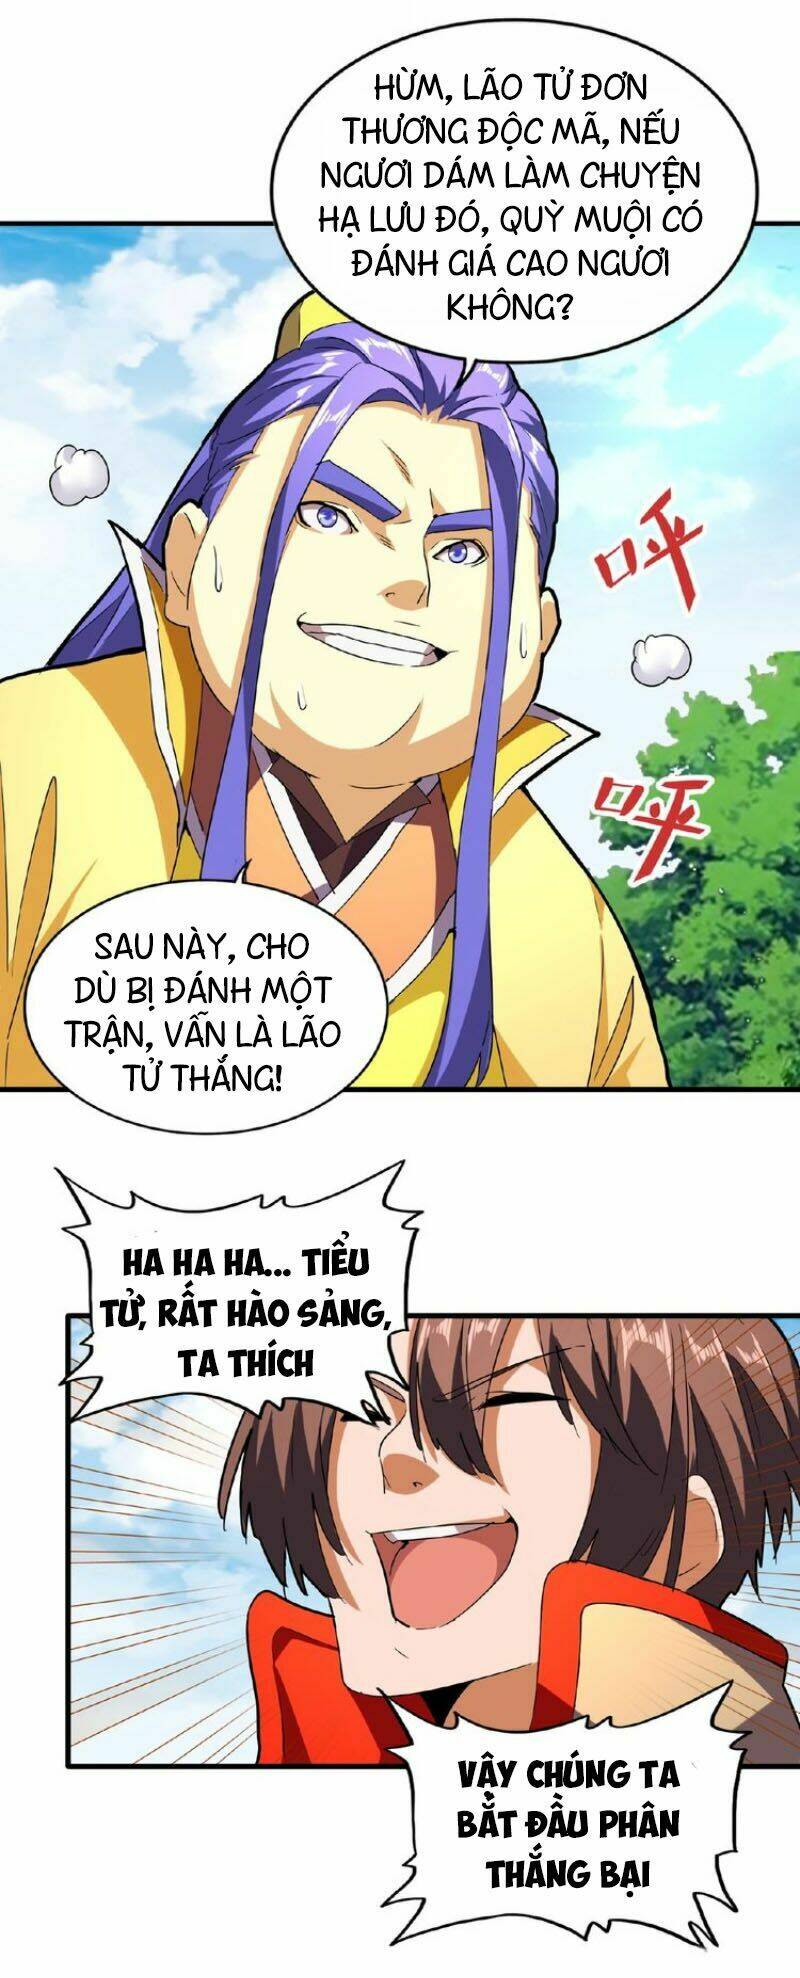 HỪM, LÃO TỬ ĐƠN
THƯƠNG ĐỘC MÃ, NẾU
NGƯƠI DÁM LÀM CHUYỆN
HẠ LƯU ĐÓ, QUỲ MUỘI CÓ
ĐÁNH GIÁ CAO NGƯƠI
KHÔNG?
呼
呼
SAU NÀY, CHO
DÙ BỊ ĐÁNH MỘT
TRẬN, VẪN LÀ LÃO
TỬ THẮNG!
HA HA HA... TIỂU
TỬ, RẤT HÀO SẢNG,
TA THÍCH
VẬY CHÚNG TA
BẮT ĐẦU PHÂN
THẮNG BẠI